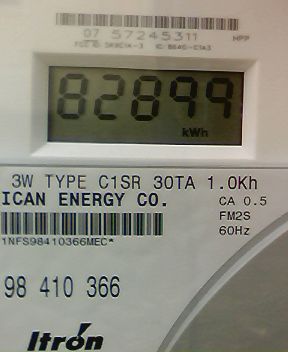 07 57245311 HPP
82899
kWh
3W TYPE C1SR 30TA 1.0Kh
ICAN ENERGY CO. CA 0.5
FM2S
60Hz
1NFS98410366MEC*
98 410 366
Itron